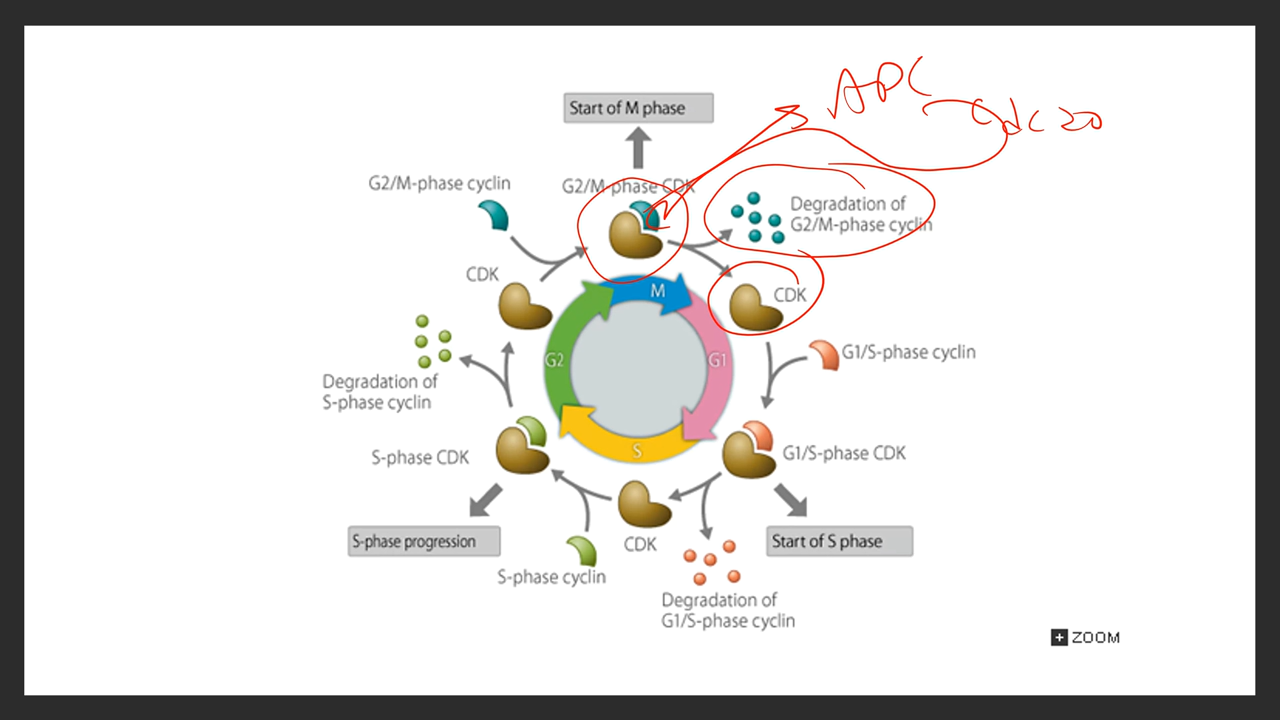 APC
Cdc20
Start of M phase
G2/M-phase cyclin
G2/M-phase CDK
Degradation of
G2/M-phase cyclin
CDK
CDK
M
G1
G2
S
G1/S-phase cyclin
Degradation of
S-phase cyclin
S-phase CDK
G1/S-phase CDK
S-phase progression
CDK
Start of S phase
S-phase cyclin
Degradation of
G1/S-phase cyclin
+ ZOOM